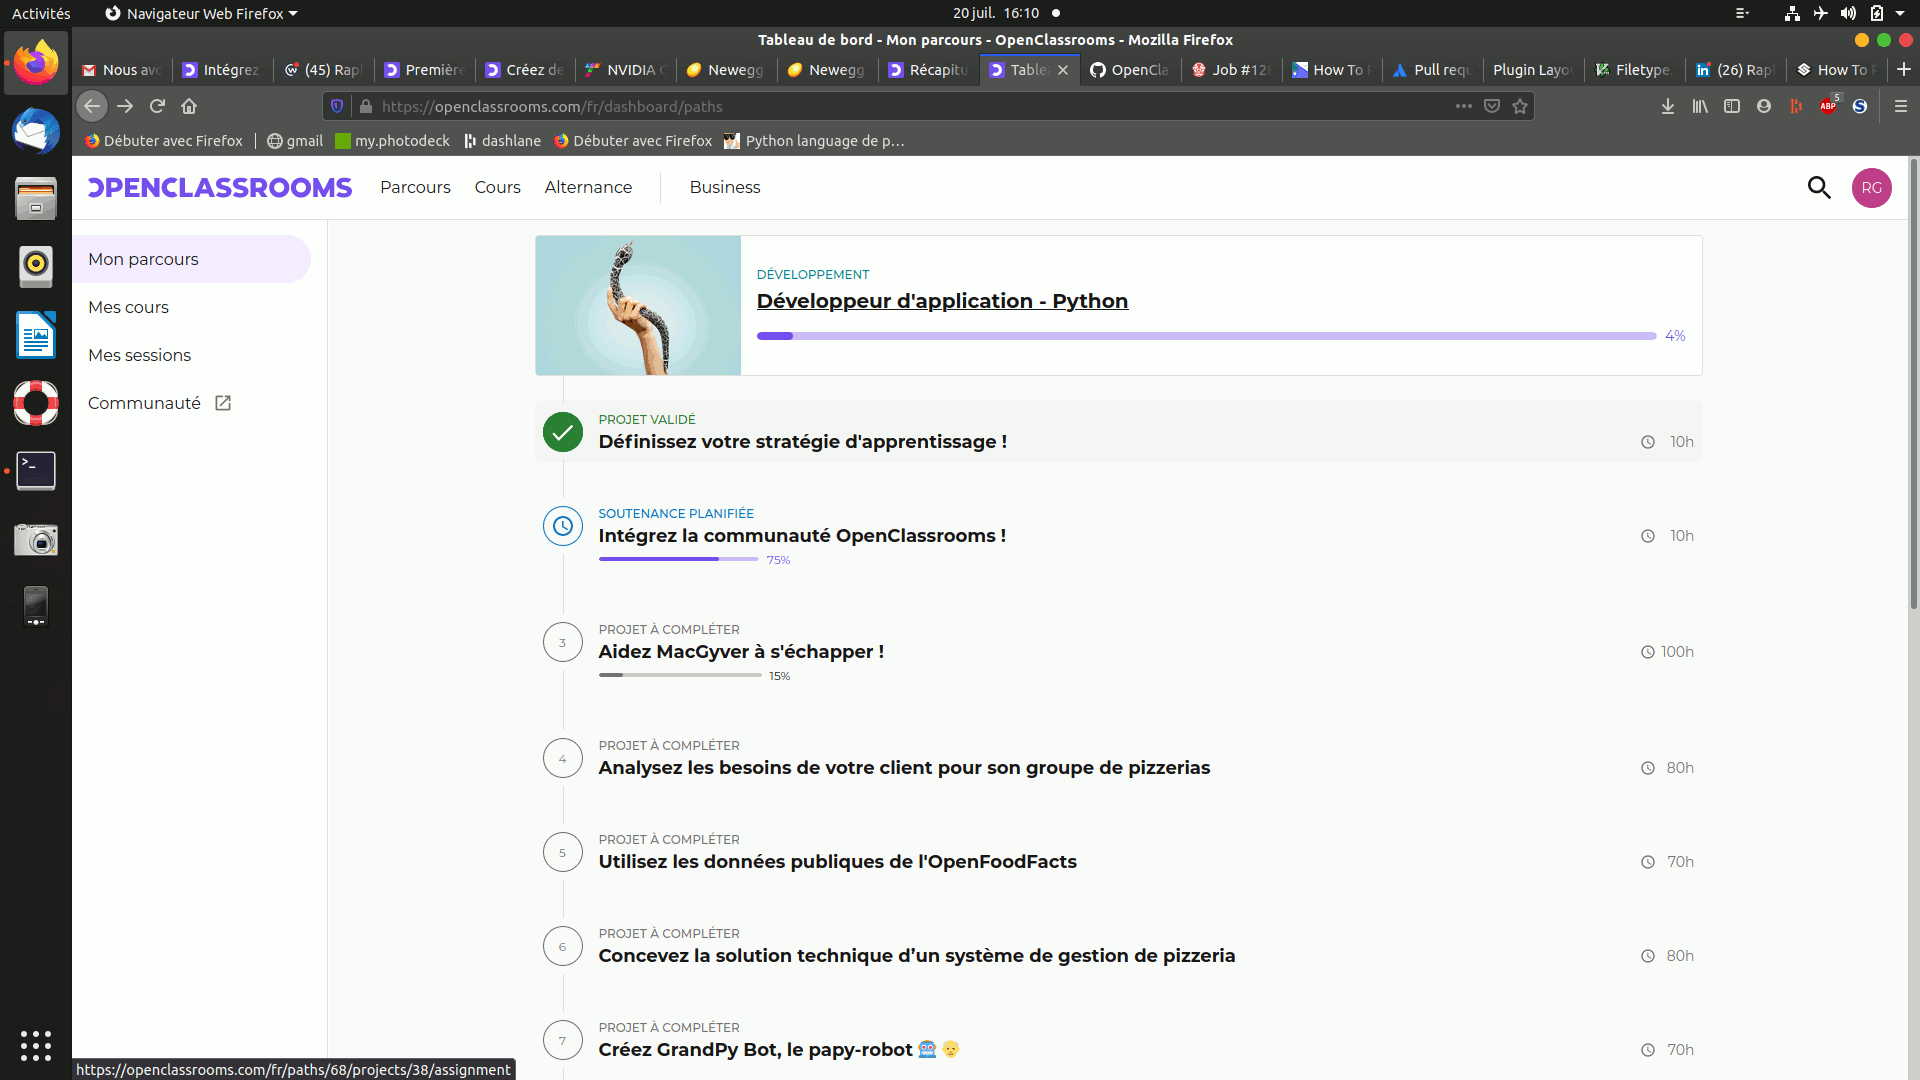 Activités
Navigateur Web Firefox
20 juil. 16:10
Tableau de bord - Mon parcours - OpenClassrooms - Mozilla Firefox
Nous avo
Intégrez
(45) Rap
Première
Créez de
NVIDIA
Newegg
Newegg
Récapitu
Table
OpenCla
Job #128
How To
Pull requ
Plugin Layo
Filetype
(26) Rap
How To
https://openclassrooms.com/fr/dashboard/paths
ABP
5
Débuter avec Firefox
gmail
my.photodeck
dashlane
Débuter avec Firefox
Python language de p…
OPENCLASSROOMS
Parcours
Cours
Alternance
Business
RG
Mon parcours
Mes cours
Mes sessions
Communauté
DÉVELOPPEMENT
Développeur d'application - Python
4%
PROJET VALIDÉ
Définissez votre stratégie d'apprentissage !
10h
SOUTENANCE PLANIFIÉE
Intégrez la communauté OpenClassrooms !
10h
75%
3
PROJET À COMPLÉTER
Aidez MacGyver à s'échapper !
100h
15%
4
PROJET À COMPLÉTER
Analysez les besoins de votre client pour son groupe de pizzerias
80h
5
PROJET À COMPLÉTER
Utilisez les données publiques de l'OpenFoodFacts
70h
6
PROJET À COMPLÉTER
Concevez la solution technique d’un système de gestion de pizzeria
80h
7
PROJET À COMPLÉTER
Créez GrandPy Bot, le papy-robot 🤖 👴
70h
https://openclassrooms.com/fr/paths/68/projects/38/assignment